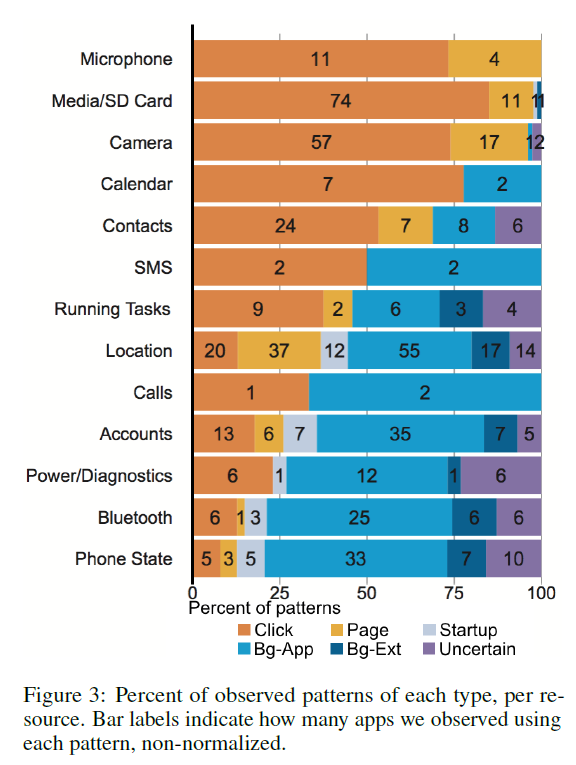 Microphone 11 4
Media/SD Card 74 11 1 1
Camera 57 17 1 2
Calendar 7 2
Contacts 24 7 8 6
SMS 2 2
Running Tasks 9 2 6 3 4
Location 20 37 12 55 17 14
Calls 1 2
Accounts 13 6 7 35 7 5
Power/Diagnostics 6 1 12 1 6
Bluetooth 6 1 3 25 6 6
Phone State 5 3 5 33 7 10
0 25 50 75 100
Percent of patterns
Click Page Startup
Bg-App Bg-Ext Uncertain
Figure 3: Percent of observed patterns of each type, per re-
source. Bar labels indicate how many apps we observed using
each pattern, non-normalized.